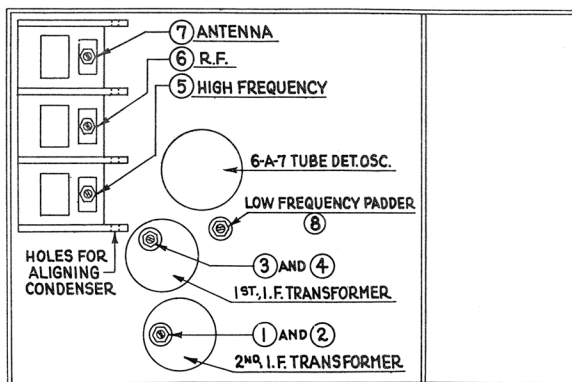 7 ANTENNA
6 R.F.
5 HIGH FREQUENCY
6-A-7 TUBE DET. OSC.
LOW FREQUENCY PADDER
8
HOLES FOR
ALIGNING
CONDENSER
3 AND 4
1ST. I.F. TRANSFORMER
1 AND 2
2ND. I.F. TRANSFORMER